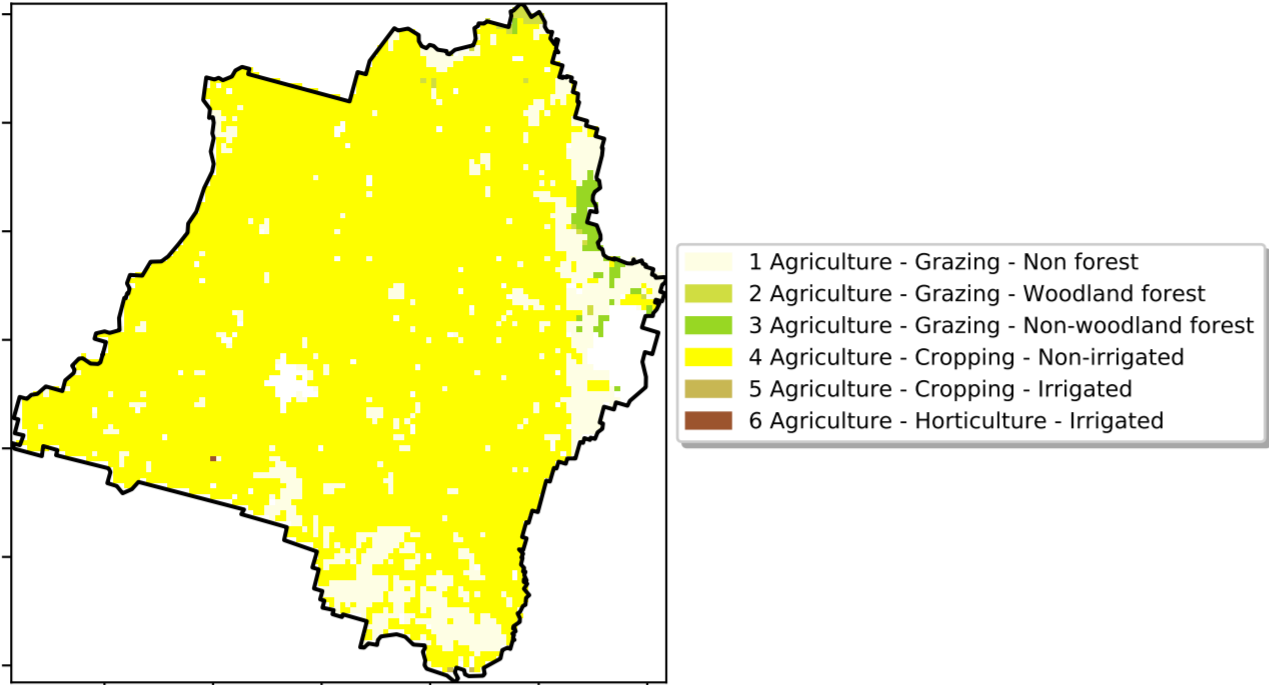 1 Agriculture - Grazing - Non forest
2 Agriculture - Grazing - Woodland forest
3 Agriculture - Grazing - Non-woodland forest
4 Agriculture - Cropping - Non-irrigated
5 Agriculture - Cropping - Irrigated
6 Agriculture - Horticulture - Irrigated